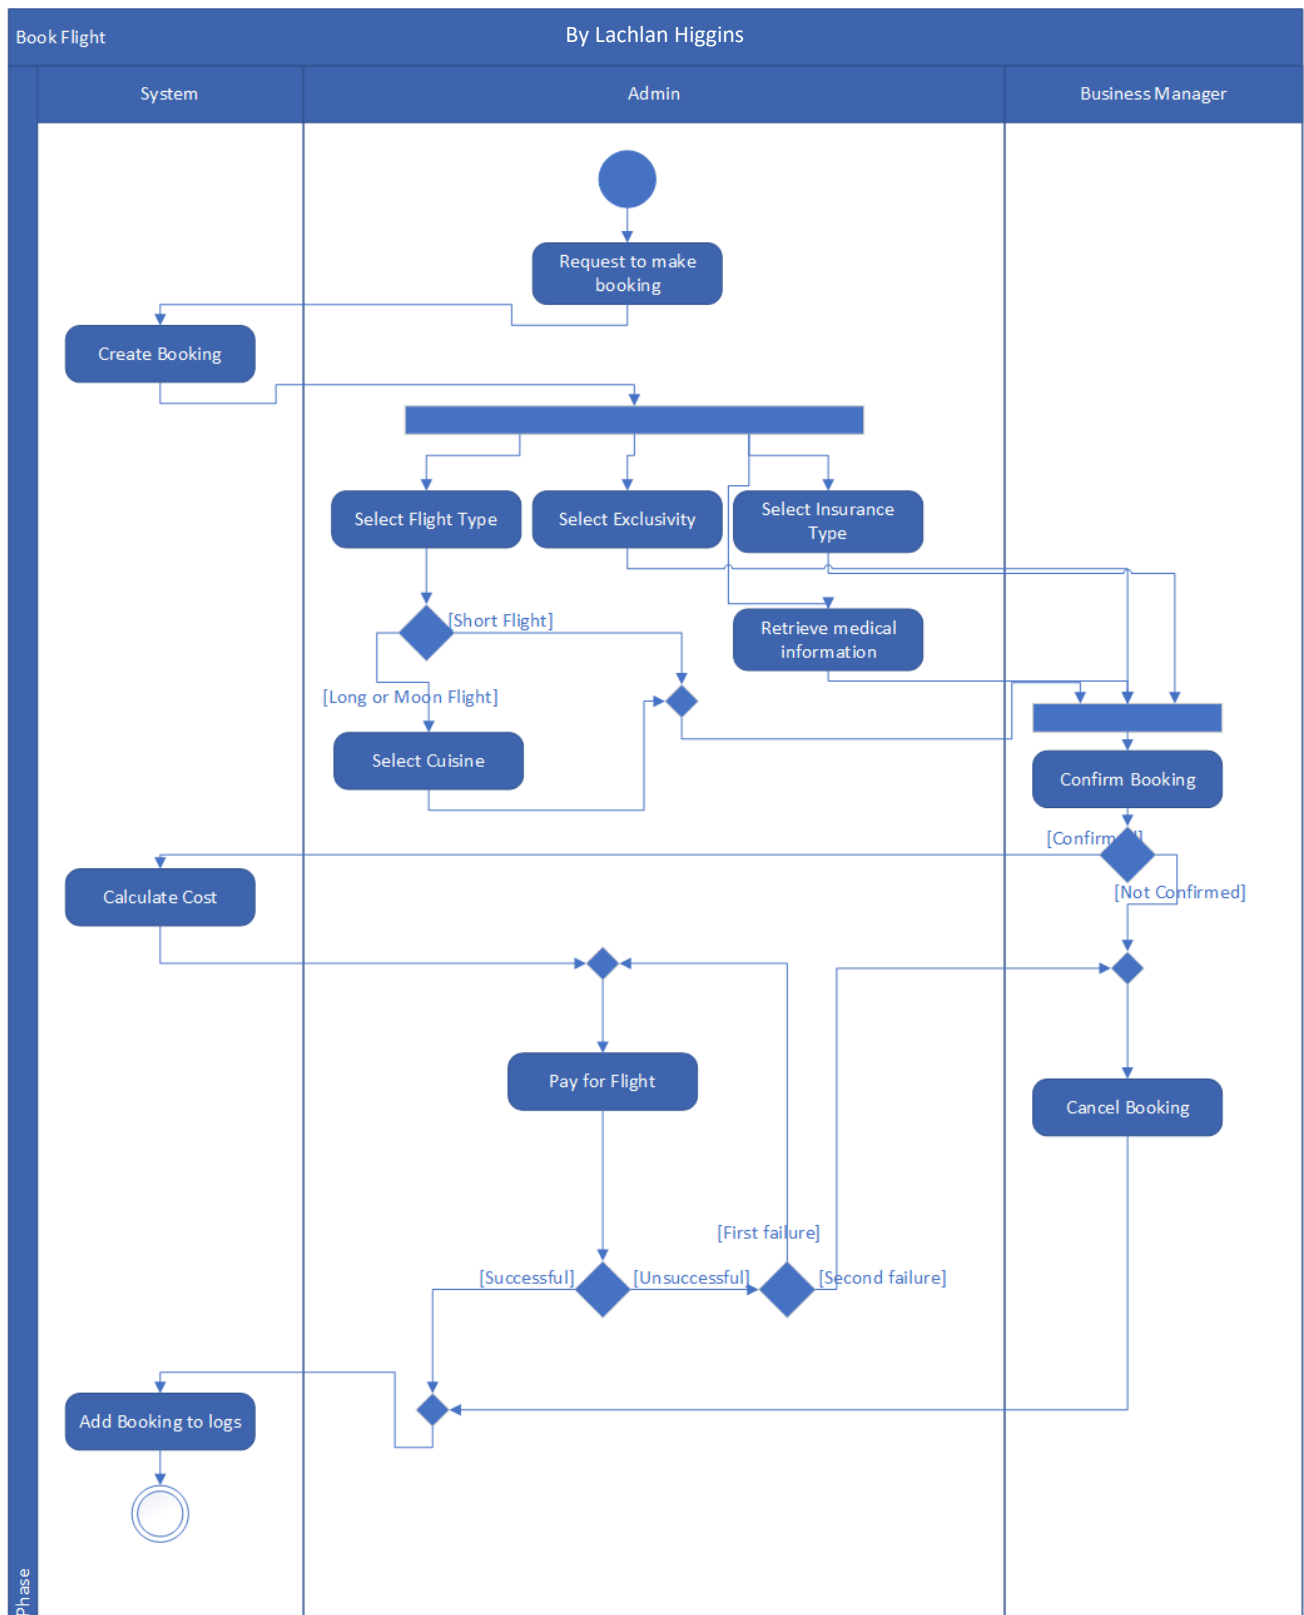 Book Flight
By Lachlan Higgins
System
Admin
Business Manager
Request to make
booking
Create Booking
Select Flight Type
Select Exclusivity
Select Insurance
Type
[Short Flight]
Retrieve medical
information
[Long or Moon Flight]
Select Cuisine
Confirm Booking
[Confirm
[Not Confirmed]
Calculate Cost
Pay for Flight
Cancel Booking
[First failure]
[Successful]
[Unsuccessful]
[Second failure]
Add Booking to logs
Phase